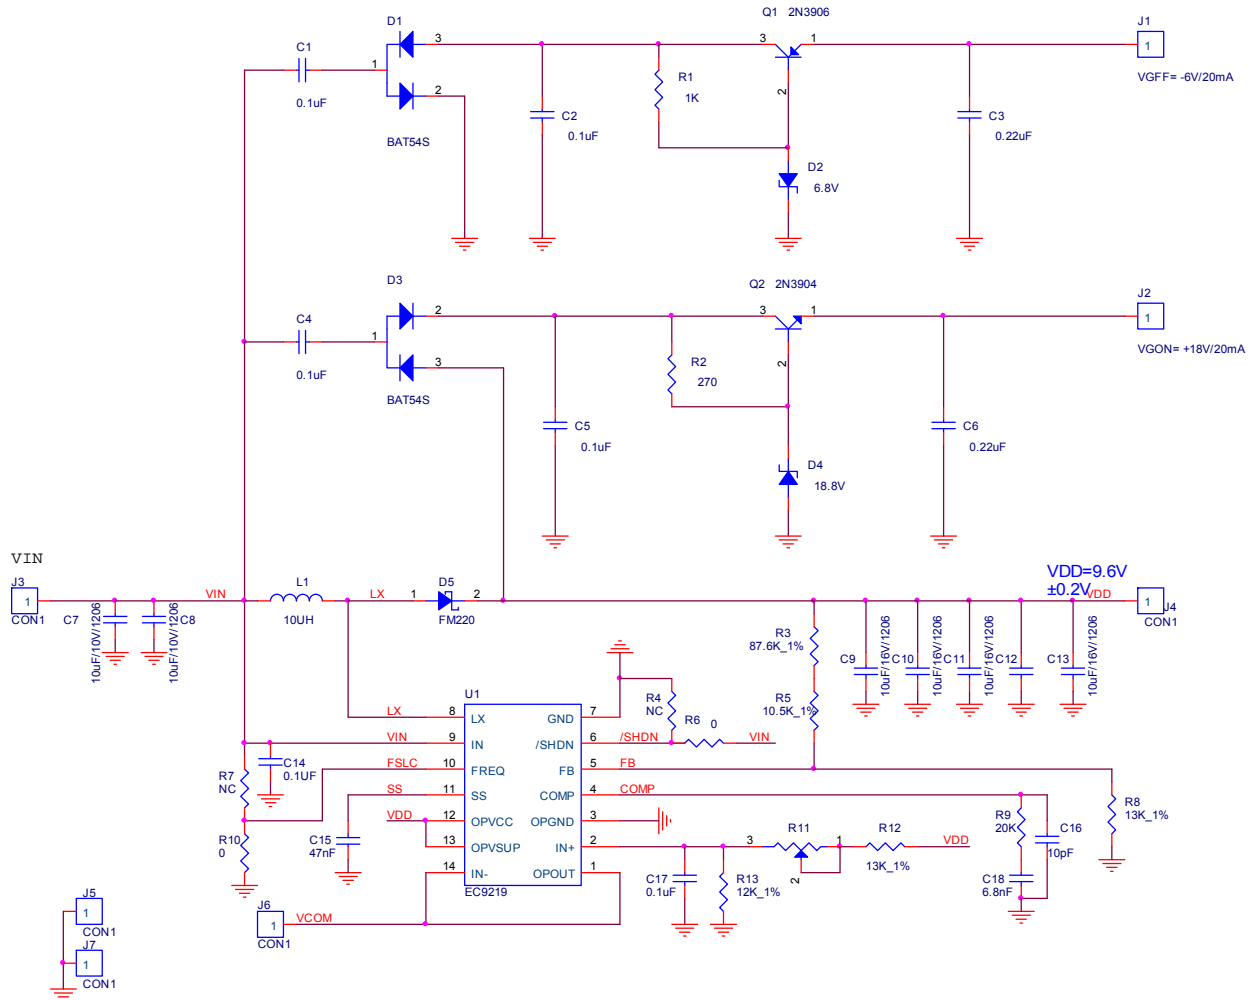 Q1 2N3906
D1
J1
C1
3
3
1
1
1
R1
1K
2
C2
0.1uF
C3
0.22uF
VGFF= -6V/20mA
0.1uF
2
BAT54S
D2
6.8V
D3
Q2 2N3904
J2
C4
2
3
1
1
1
R2
270
2
VGON= +18V/20mA
0.1uF
3
BAT54S
C5
0.1uF
C6
0.22uF
D4
18.8V
VIN
VDD=9.6V
±0.2V
J3
1
CON1
VIN
L1
10UH
LX
1
D5
2
FM220
VDD
1
J4
CON1
C7
10uF/10V/1206
C8
10uF/10V/1206
R3
87.6K_1%
R5
10.5K_1%
C9
10uF/16V/1206
C10
10uF/16V/1206
C11
10uF/16V/1206
C12
C13
10uF/16V/1206
U1
R4
NC
R6 0
LX
8
LX
GND
7
VIN
9
IN
/SHDN
6
/SHDN
VIN
FSLC
10
FREQ
FB
5
FB
SS
11
SS
COMP
4
COMP
VDD
12
OPVCC
OPGND
3
13
OPVSUP
IN+
2
14
IN-
OPOUT
1
EC9219
C14
0.1UF
R7
NC
R10
0
C15
47nF
R8
13K_1%
R9
20K
C16
10pF
C18
6.8nF
3
R11
1
2
R12
13K_1%
VDD
C17
0.1uF
R13
12K_1%
J6
1
CON1
VCOM
J5
1
CON1
J7
1
CON1